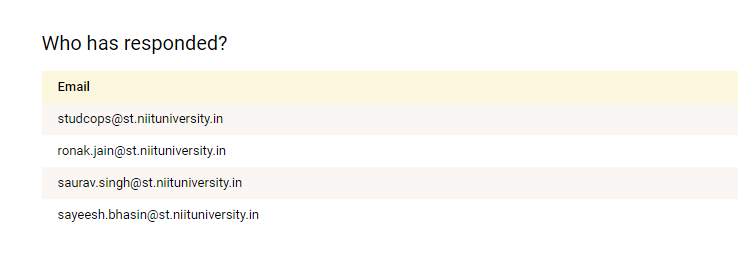 Who has responded?
Email
studcops@st.niituniversity.in
ronak.jain@st.niituniversity.in
saurav.singh@st.niituniversity.in
sayeesh.bhasin@st.niituniversity.in